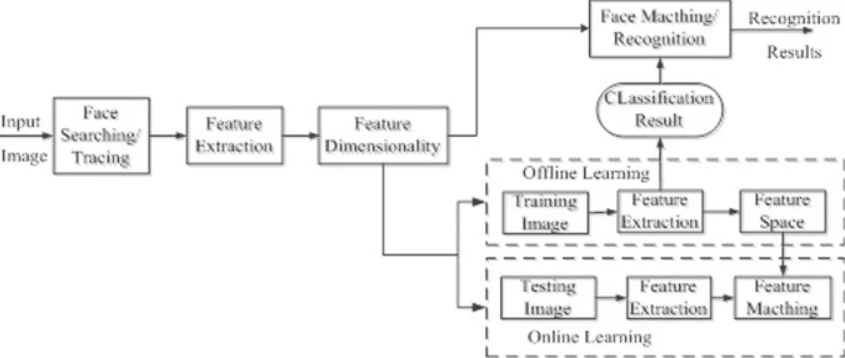 Input
Image
Face
Searching/
Tracing
Feature
Extraction
Feature
Dimensionality
Face Macthing/
Recognition
Recognition
Results
CLassification
Result
Offline Learning
Training
Image
Feature
Extraction
Feature
Space
Testing
Image
Feature
Extraction
Feature
Macthing
Online Learning